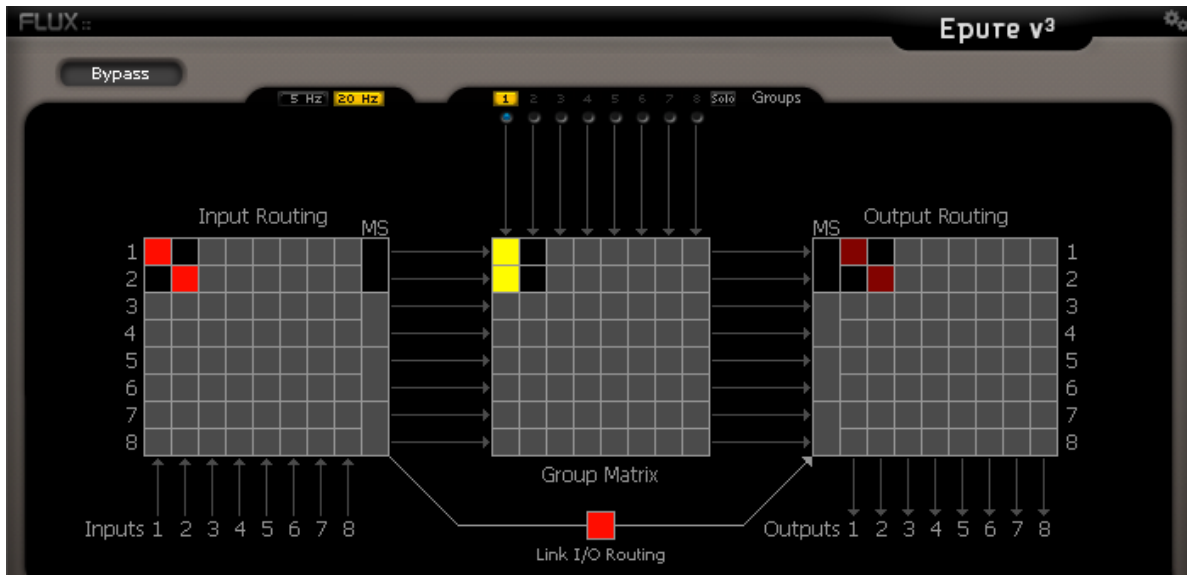 FLUX::
Epure v3
Bypass
5 Hz 20 Hz
1 2 3 4 5 6 7 8 Solo Groups
Input Routing
MS
MS
Output Routing
1 1
2 2
3 3
4 4
5 5
6 6
7 7
8 8
Group Matrix
Inputs 1 2 3 4 5 6 7 8
Outputs 1 2 3 4 5 6 7 8
Link I/O Routing